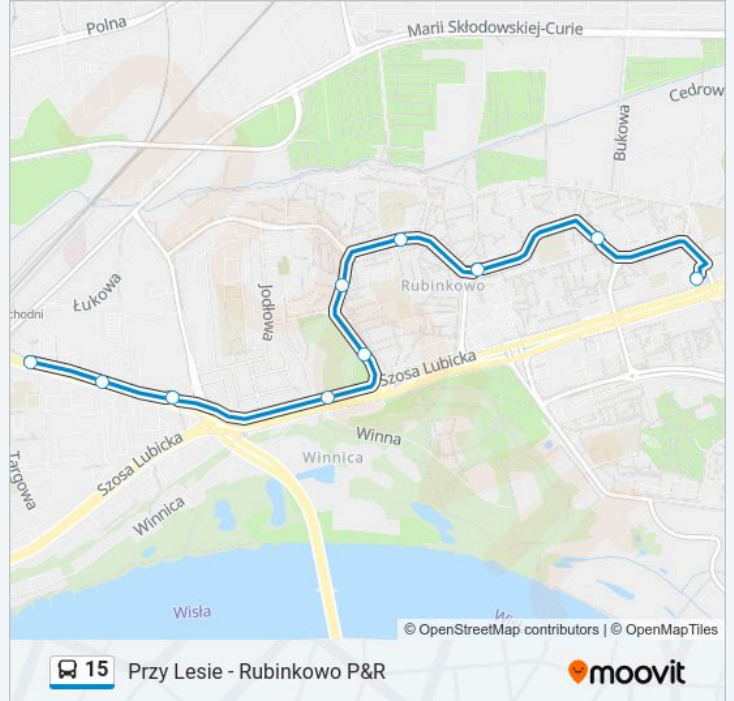 Polna
Marii Skłodowskiej-Curie
Cedrow
Bukowa
Łukowa
Jodłowa
Rubinkowo
chodni
Szosa Lubicka
Winna
Szosa Lubicka
Targowa
Winnica
Winnica
Wisła
© OpenStreetMap contributors | © OpenMapTiles
15 Przy Lesie - Rubinkowo P&R
moovit